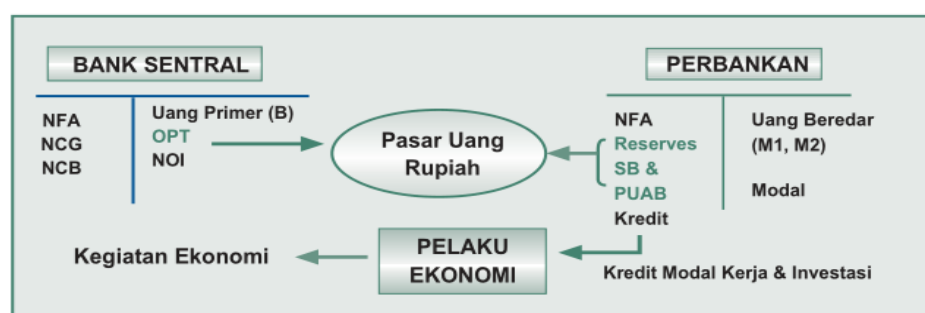 BANK SENTRAL
NFA
NCG
NCB
Uang Primer (B)
OPT
NOI
Pasar Uang
Rupiah
PERBANKAN
NFA
Reserves
SB &
PUAB
Kredit
Uang Beredar
(M1, M2)
Modal
Kegiatan Ekonomi
PELAKU
EKONOMI
Kredit Modal Kerja & Investasi